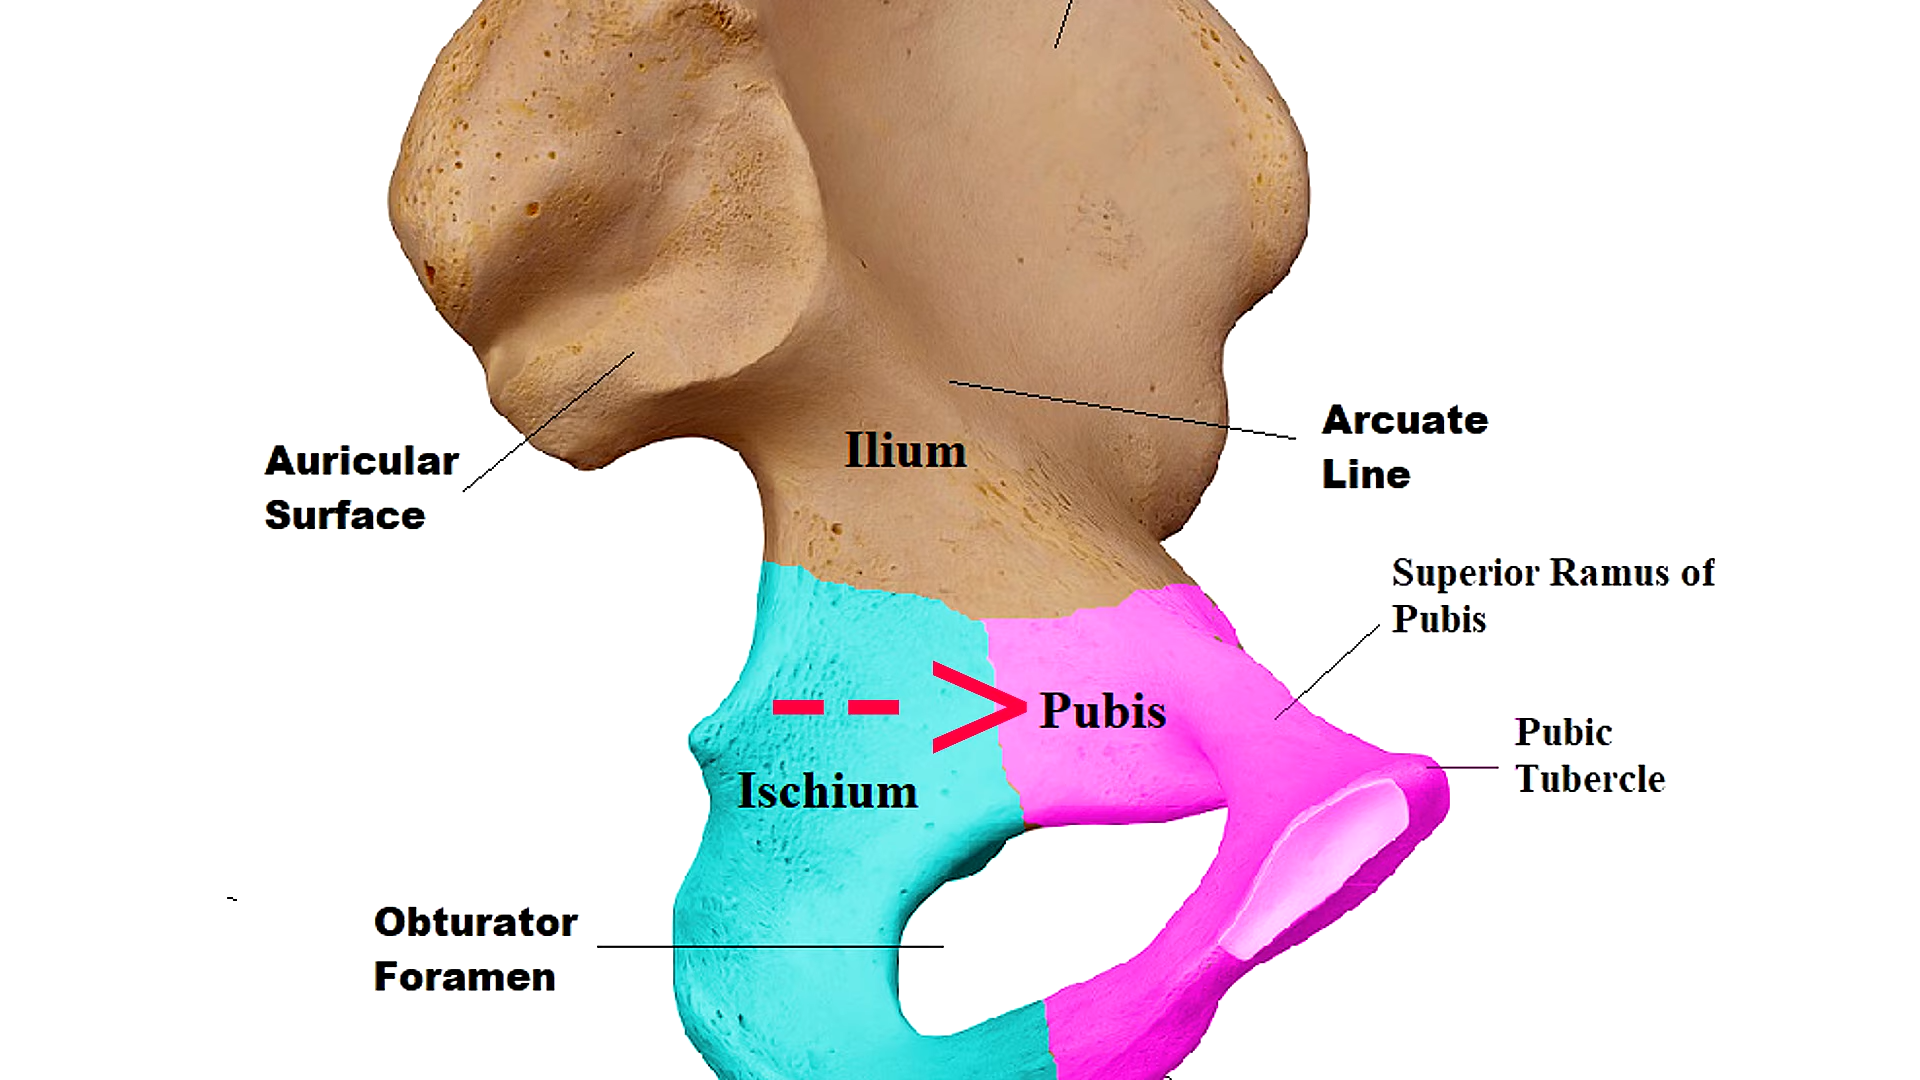 Auricular
Surface
Ilium
Arcuate
Line
Superior Ramus of
Pubis
Pubis
Pubic
Tubercle
Ischium
Obturator
Foramen